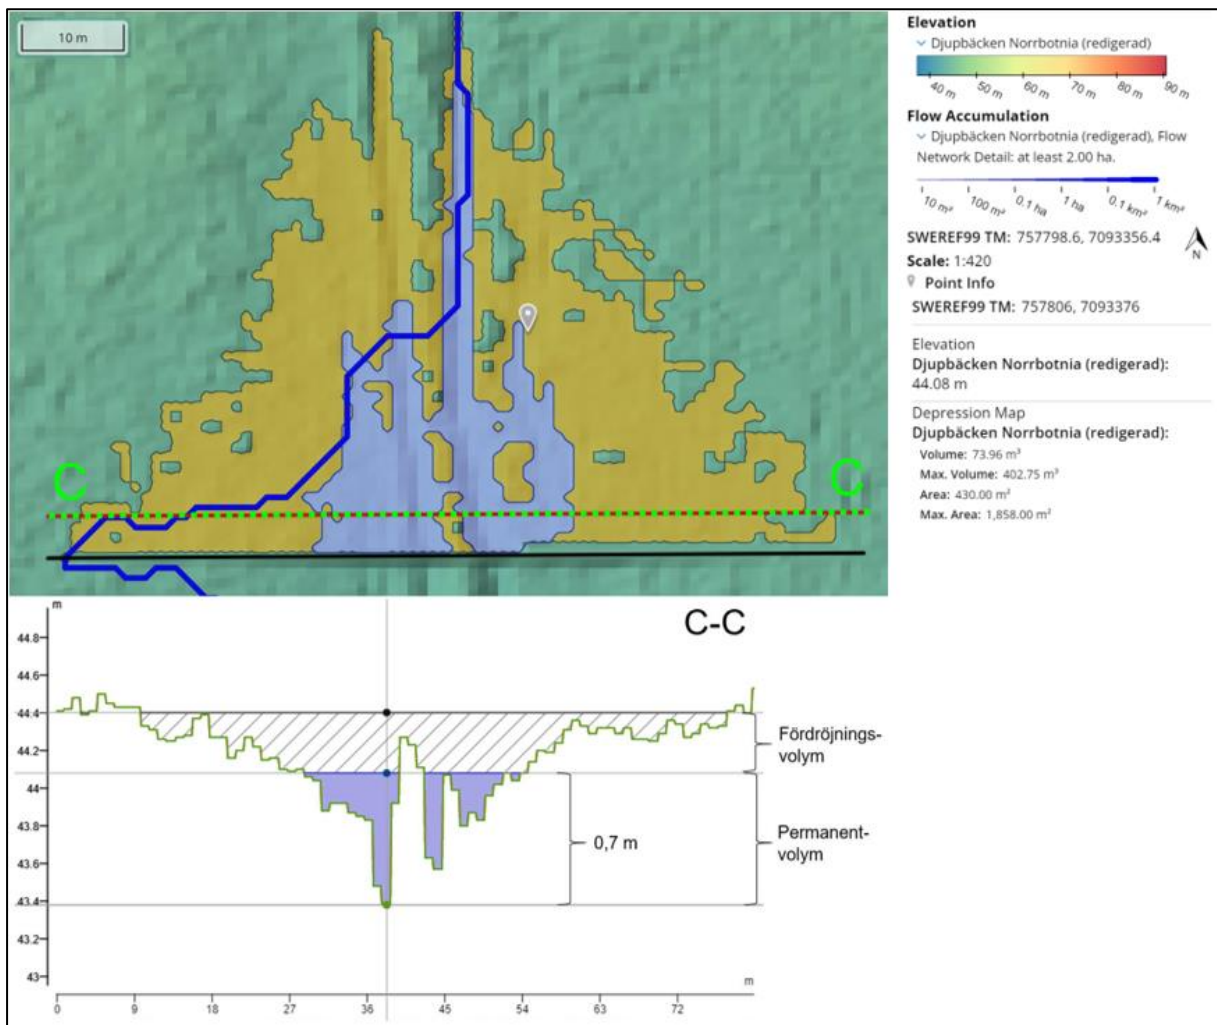 10 m
C
C
Elevation
Djupbäcken Norrbotnia (redigerad)
40 m
50 m
60 m
70 m
80 m
90 m
Flow Accumulation
Djupbäcken Norrbotnia (redigerad), Flow
Network Detail: at least 2.00 ha.
10 m²
100 m²
0.1 ha
1 ha
0.1 km²
1 km²
SWEREF99 TM: 757798.6, 7093356.4
N
Scale: 1:420
Point Info
SWEREF99 TM: 757806, 7093376
Elevation
Djupbäcken Norrbotnia (redigerad):
44.08 m
Depression Map
Djupbäcken Norrbotnia (redigerad):
Volume: 73.96 m³
Max. Volume: 402.75 m³
Area: 430.00 m²
Max. Area: 1,858.00 m²
m
C-C
44.8
44.6
44.4
44.2
44
43.8
43.6
43.4
43.2
43
Fördröjnings-
volym
0,7 m
Permanent-
volym
m
0
9
18
27
36
45
54
63
72